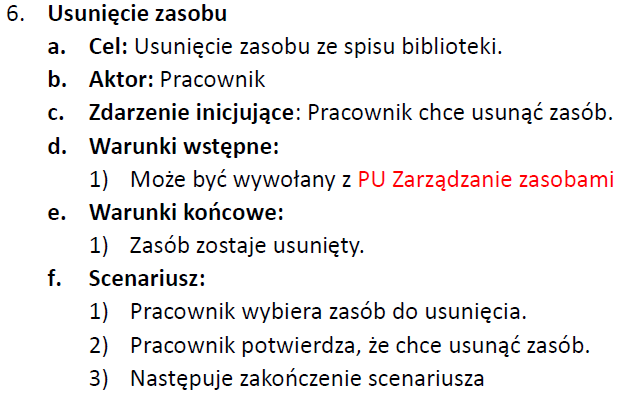 6. Usunięcie zasobu
a. Cel: Usunięcie zasobu ze spisu biblioteki.
b. Aktor: Pracownik
c. Zdarzenie inicjujące: Pracownik chce usunąć zasób.
d. Warunki wstępne:
1) Może być wywołany z PU Zarządzanie zasobami
e. Warunki końcowe:
1) Zasób zostaje usunięty.
f. Scenariusz:
1) Pracownik wybiera zasób do usunięcia.
2) Pracownik potwierdza, że chce usunąć zasób.
3) Następuje zakończenie scenariusza